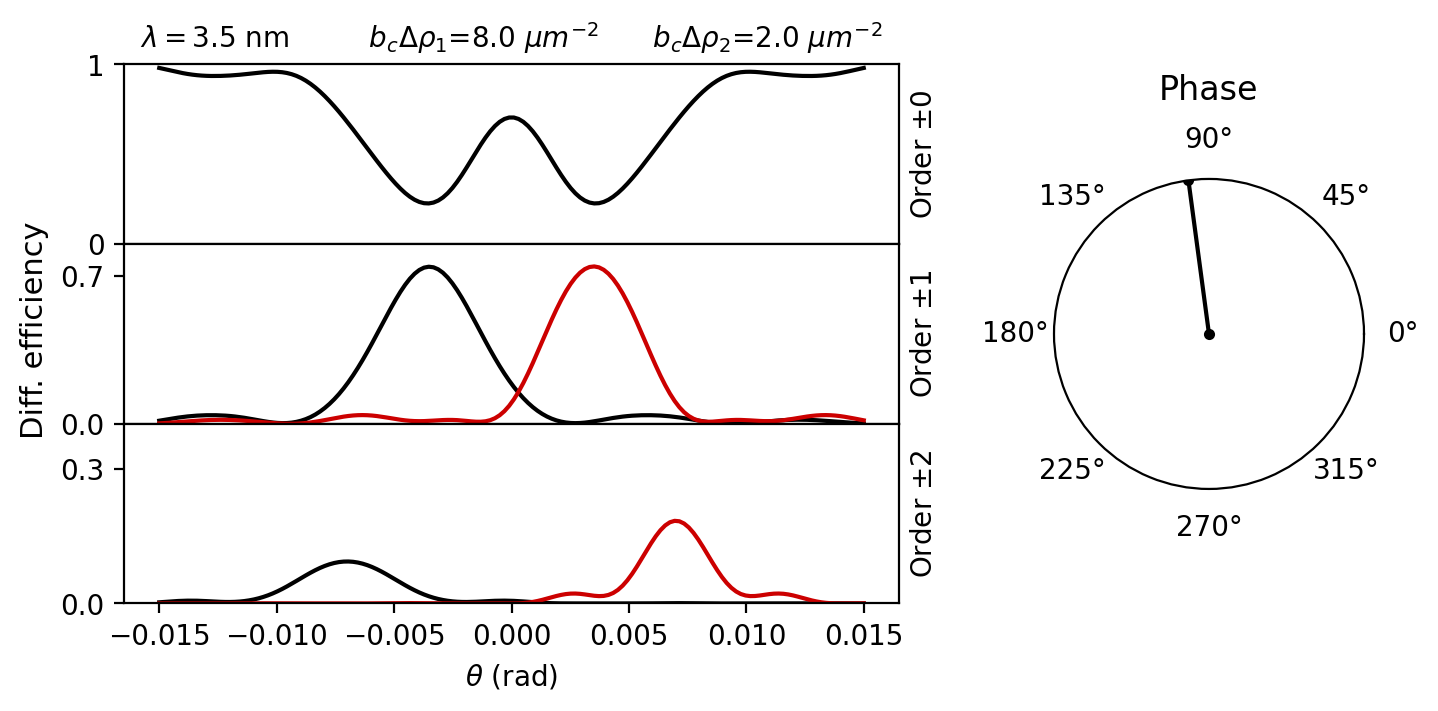 λ = 3.5 nm
b_cΔρ₁=8.0 μm⁻²
b_cΔρ₂=2.0 μm⁻²
1
0
Order ±0
Diff. efficiency
0.7
0.0
Order ±1
0.3
0.0
Order ±2
−0.015 −0.010 −0.005 0.000 0.005 0.010 0.015
θ (rad)
Phase
90°
135°
45°
180°
0°
225°
315°
270°